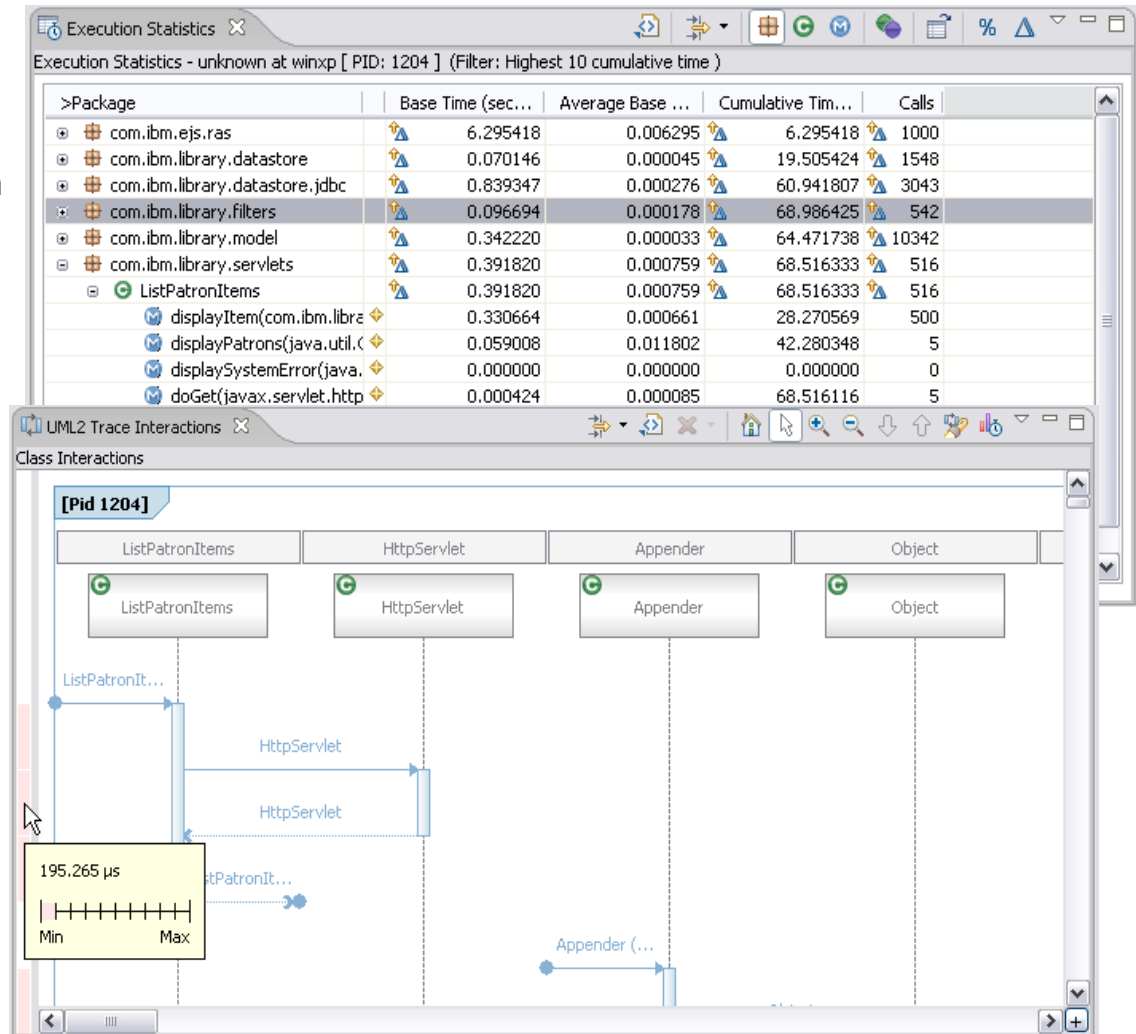 Execution Statistics
Execution Statistics - unknown at winxp [ PID: 1204 ] (Filter: Highest 10 cumulative time )
>Package Base Time (sec... Average Base ... Cumulative Tim... Calls
com.ibm.ejs.ras 6.295418 0.006295 6.295418 1000
com.ibm.library.datastore 0.070146 0.000045 19.505424 1548
com.ibm.library.datastore.jdbc 0.839347 0.000276 60.941807 3043
com.ibm.library.filters 0.096694 0.000178 68.986425 542
com.ibm.library.model 0.342220 0.000033 64.471738 10342
com.ibm.library.servlets 0.391820 0.000759 68.516333 516
ListPatronItems 0.391820 0.000759 68.516333 516
displayItem(com.ibm.libra 0.330664 0.000661 28.270569 500
displayPatrons(java.util.( 0.059008 0.011802 42.280348 5
displaySystemError(java. 0.000000 0.000000 0.000000 0
doGet(javax.servlet.http 0.000424 0.000085 68.516116 5
UML2 Trace Interactions
Class Interactions
[Pid 1204]
ListPatronItems HttpServlet Appender Object
ListPatronItems HttpServlet Appender Object
ListPatronIt...
HttpServlet
HttpServlet
195.265 µs
stPatronIt...
Min Max
Appender (...